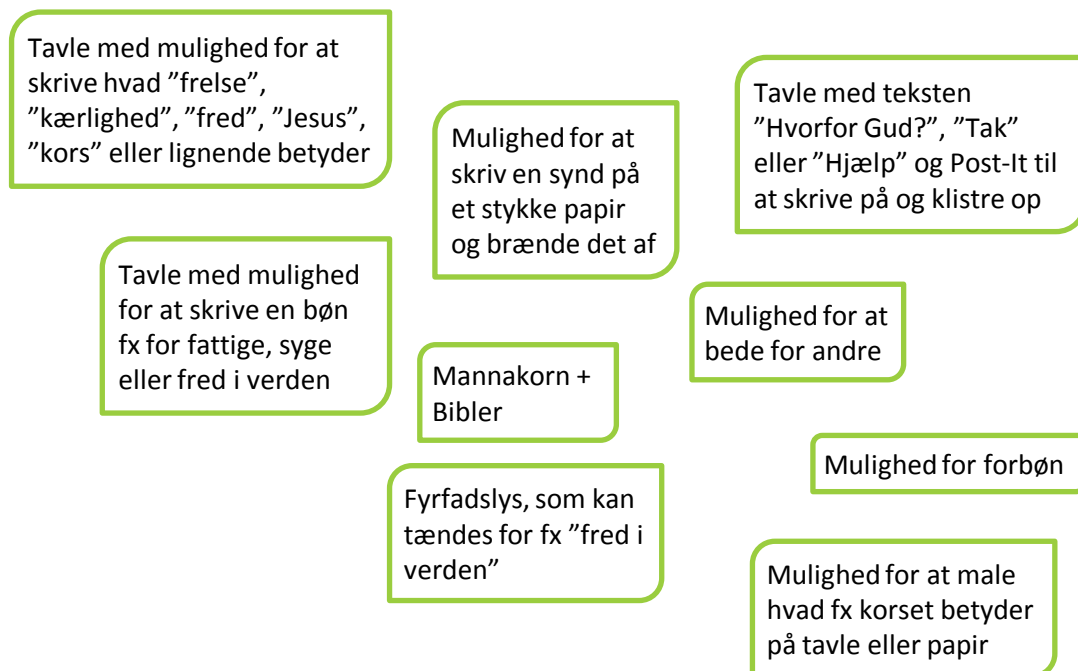 Tavle med mulighed for at
skrive hvad ”frelse”,
”kærlighed”, ”fred”, ”Jesus”,
”kors” eller lignende betyder
Mulighed for at
skriv en synd på
et stykke papir
og brænde det af
Tavle med teksten
”Hvorfor Gud?”, ”Tak”
eller ”Hjælp” og Post-It til
at skrive på og klistre op
Tavle med mulighed
for at skrive en bøn
fx for fattige, syge
eller fred i verden
Mulighed for at
bede for andre
Mannakorn +
Bibler
Mulighed for forbøn
Fyrfadslys, som kan
tændes for fx ”fred i
verden”
Mulighed for at male
hvad fx korset betyder
på tavle eller papir